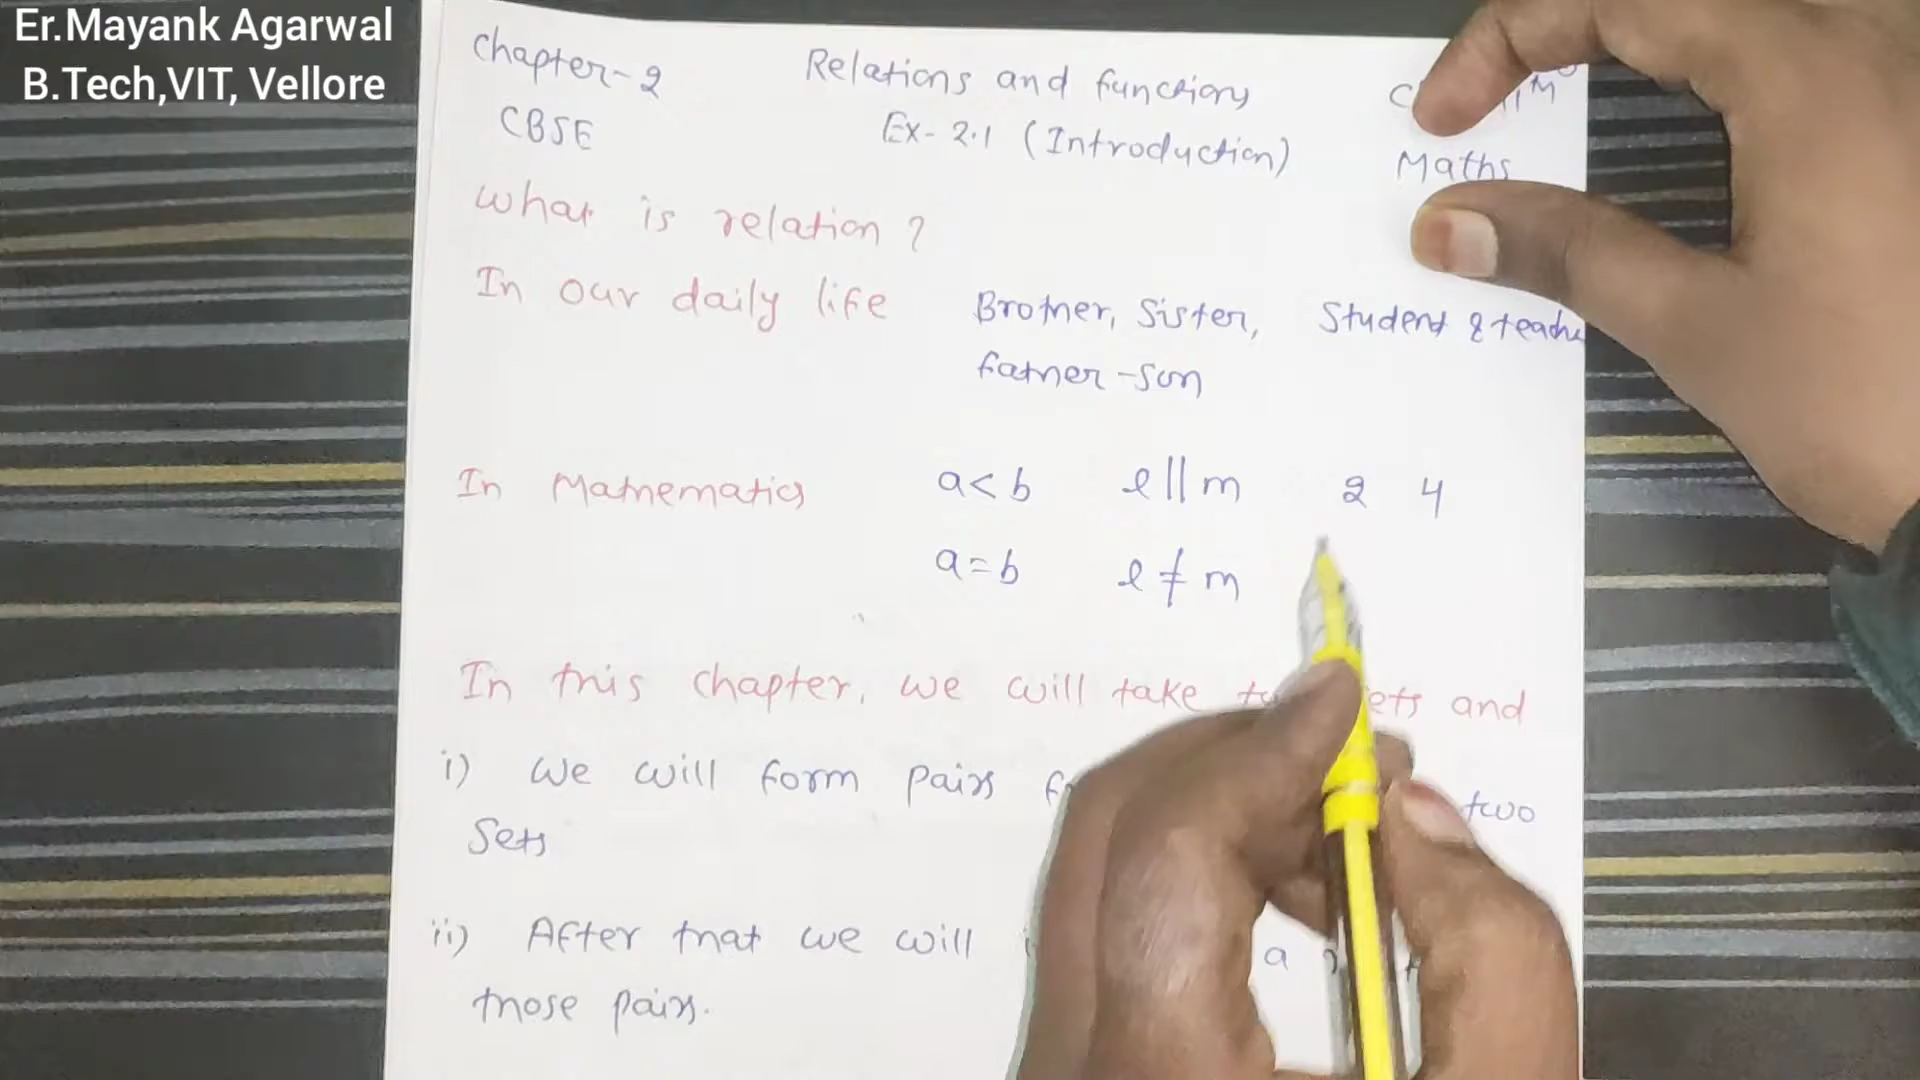 Er.Mayank Agarwal
B.Tech,VIT, Vellore
Chapter-2 Relations and functions
CBSE Ex- 2.1 (Introduction) Maths
What is relation?
In our daily life Brother, Sister, Student &
father -son
In Mathematics a<b l||m 2 4
a=b l≠m
In this chapter, we will take and
i) We will form pairs two
Sets
ii) After that we will a
those pairs.